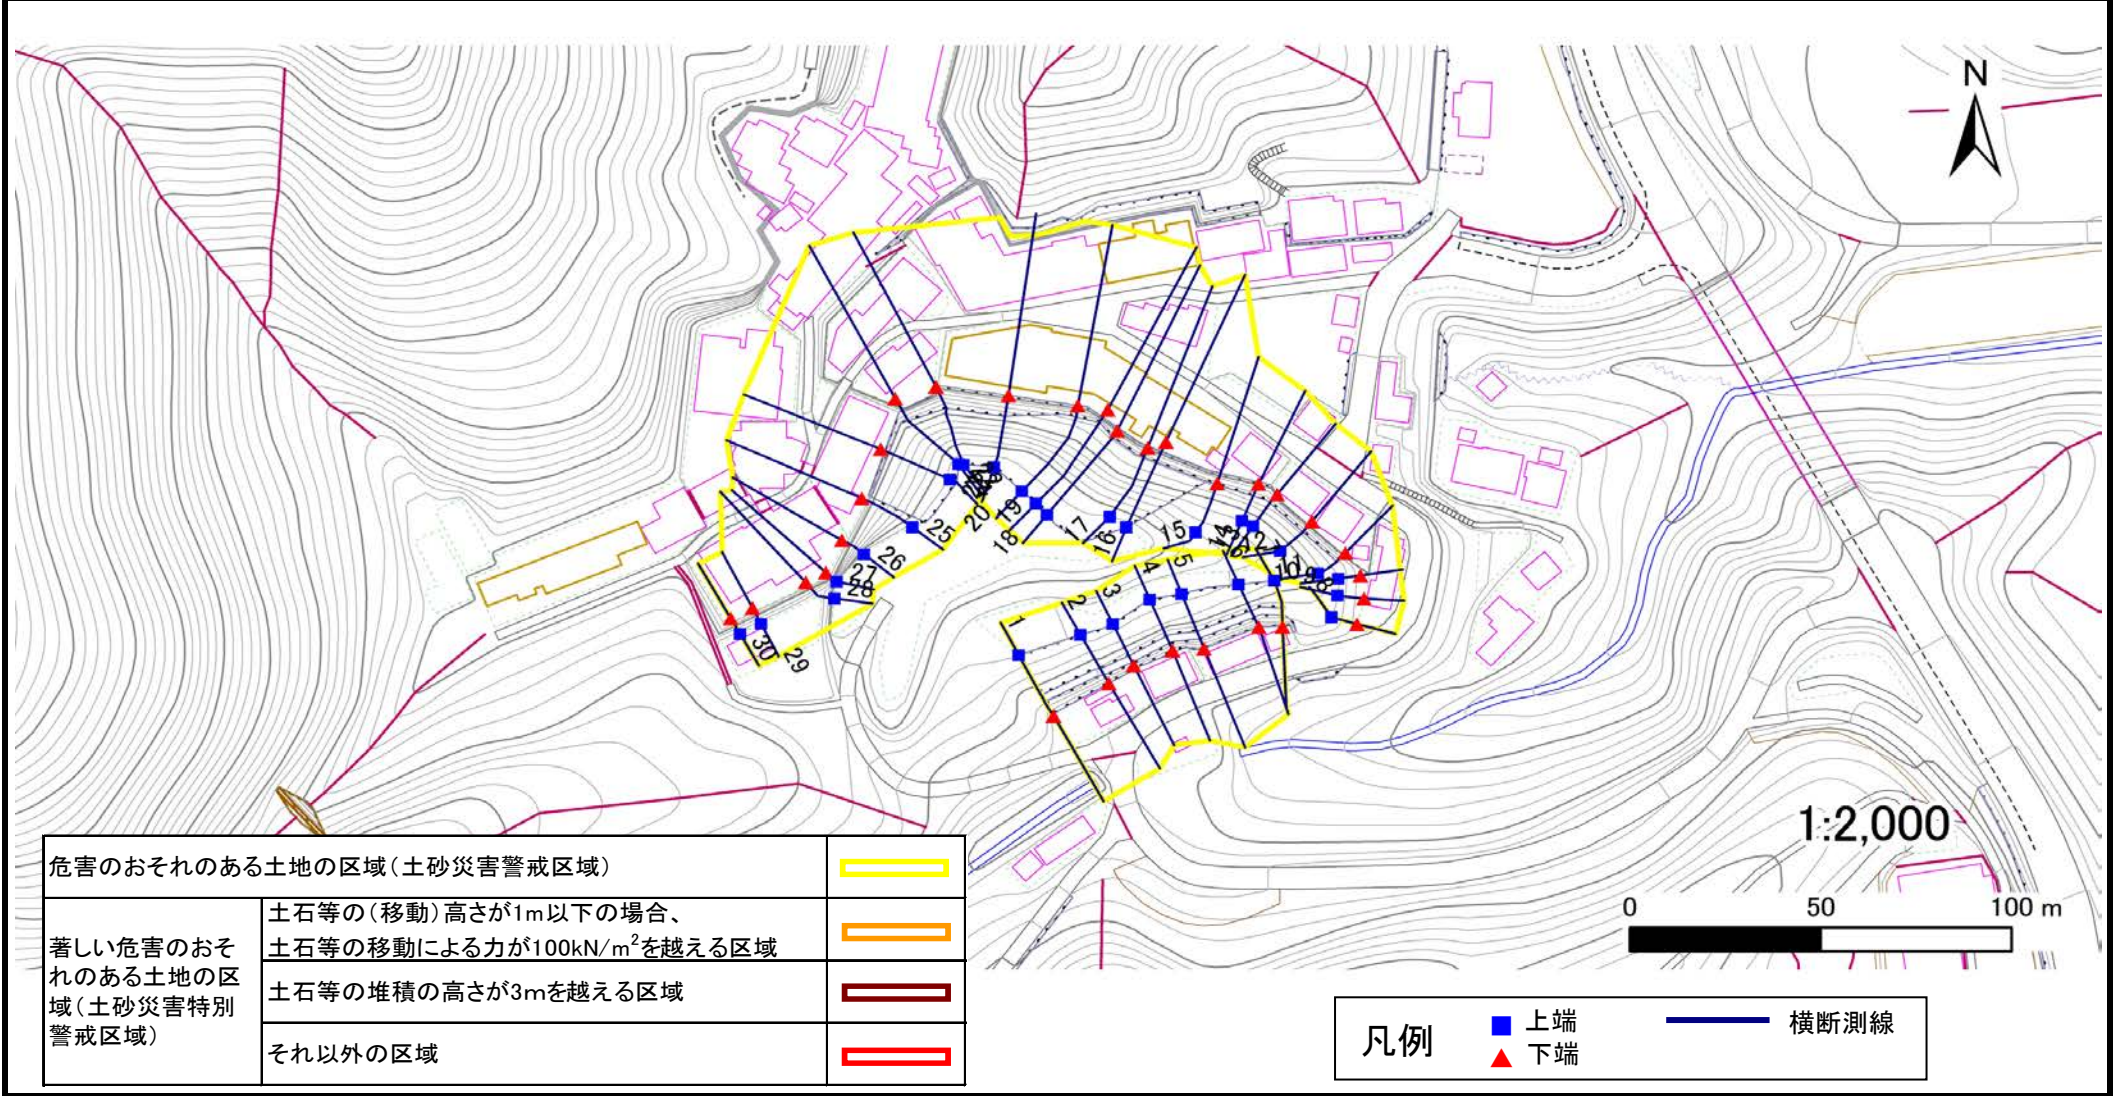 N
20
19
18
17
16
15
25
26
27
28
29
30
1
2
3
4
5
10
8
1:2,000
0 50 100 m
危害のおそれのある土地の区域（土砂災害警戒区域）
著しい危害のおそ
れのある土地の区
域（土砂災害特別
警戒区域）
土石等の（移動）高さが1m以下の場合、
土石等の移動による力が100kN/m²を越える区域
土石等の堆積の高さが3mを越える区域
それ以外の区域
凡例
上端
下端
横断測線